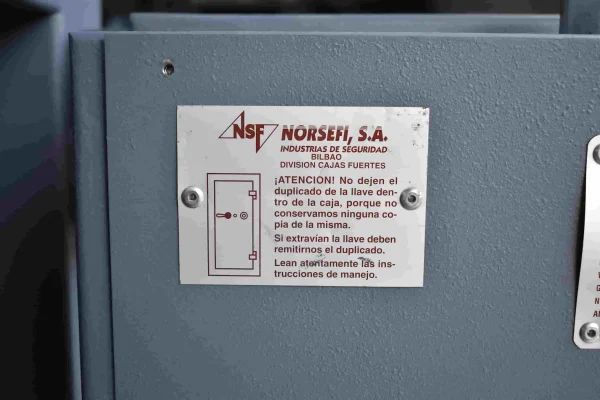 NSF NORSEFI, S.A.
INDUSTRIAS DE SEGURIDAD
BILBAO
DIVISION CAJAS FUERTES
¡ATENCION! No dejen el
duplicado de la llave den-
tro de la caja, porque no
conservamos ninguna co-
pia de la misma.
Si extravían la llave deben
remitirnos el duplicado.
Lean atentamente las ins-
trucciones de manejo.